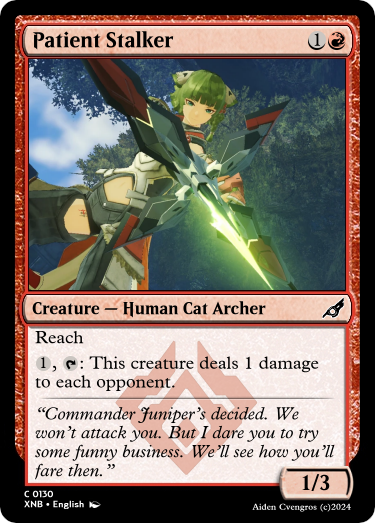 Patient Stalker 1
Creature — Human Cat Archer
Reach
1, : This creature deals 1 damage
to each opponent.
“Commander Juniper’s decided. We
won’t attack you. But I dare you to try
some funny business. We’ll see how you’ll
fare then.”
1/3
C 0130
XNB • English
Aiden Cvengros (c)2024